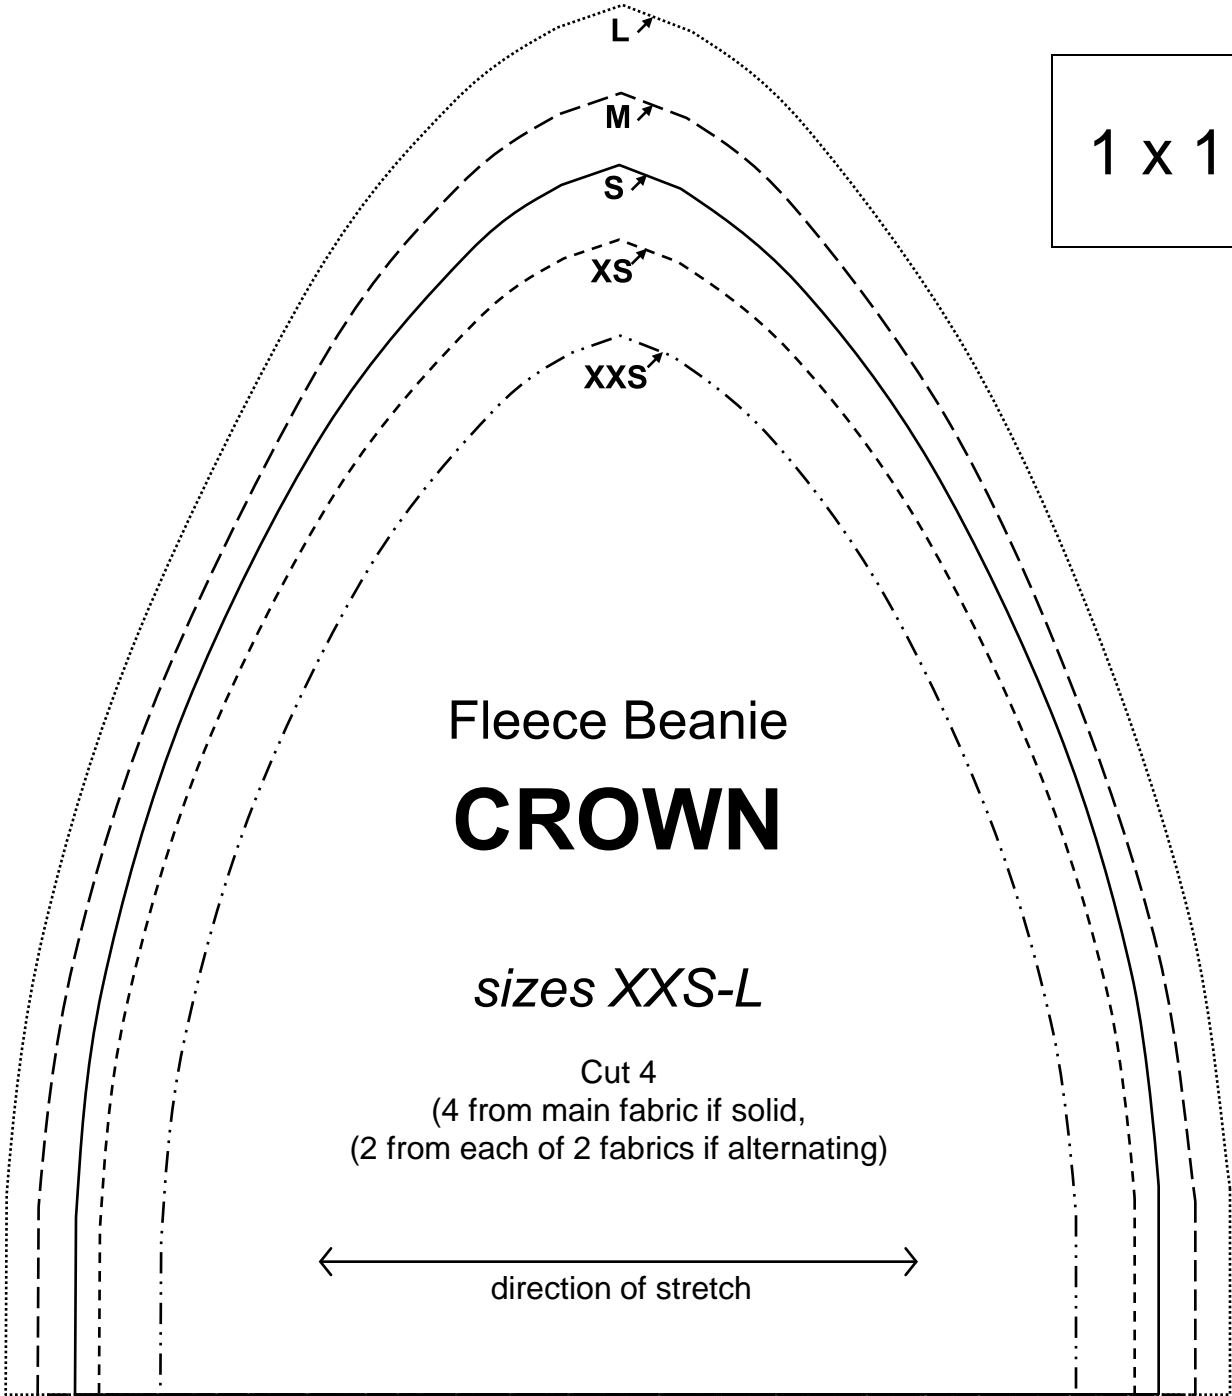 L
1 x 1
M
S
XS
XXS
Fleece Beanie
CROWN
sizes XXS-L
Cut 4
(4 from main fabric if solid,
(2 from each of 2 fabrics if alternating)
direction of stretch